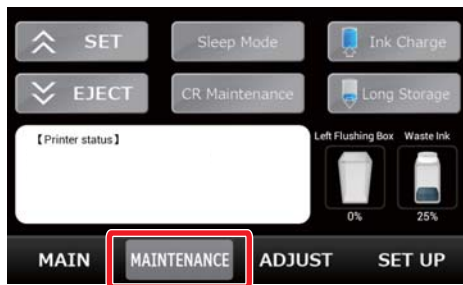 SET
Sleep Mode
Ink Charge
EJECT
CR Maintenance
Long Storage
【Printer status】
Left Flushing Box
Waste Ink
0%
25%
MAIN
MAINTENANCE
ADJUST
SET UP